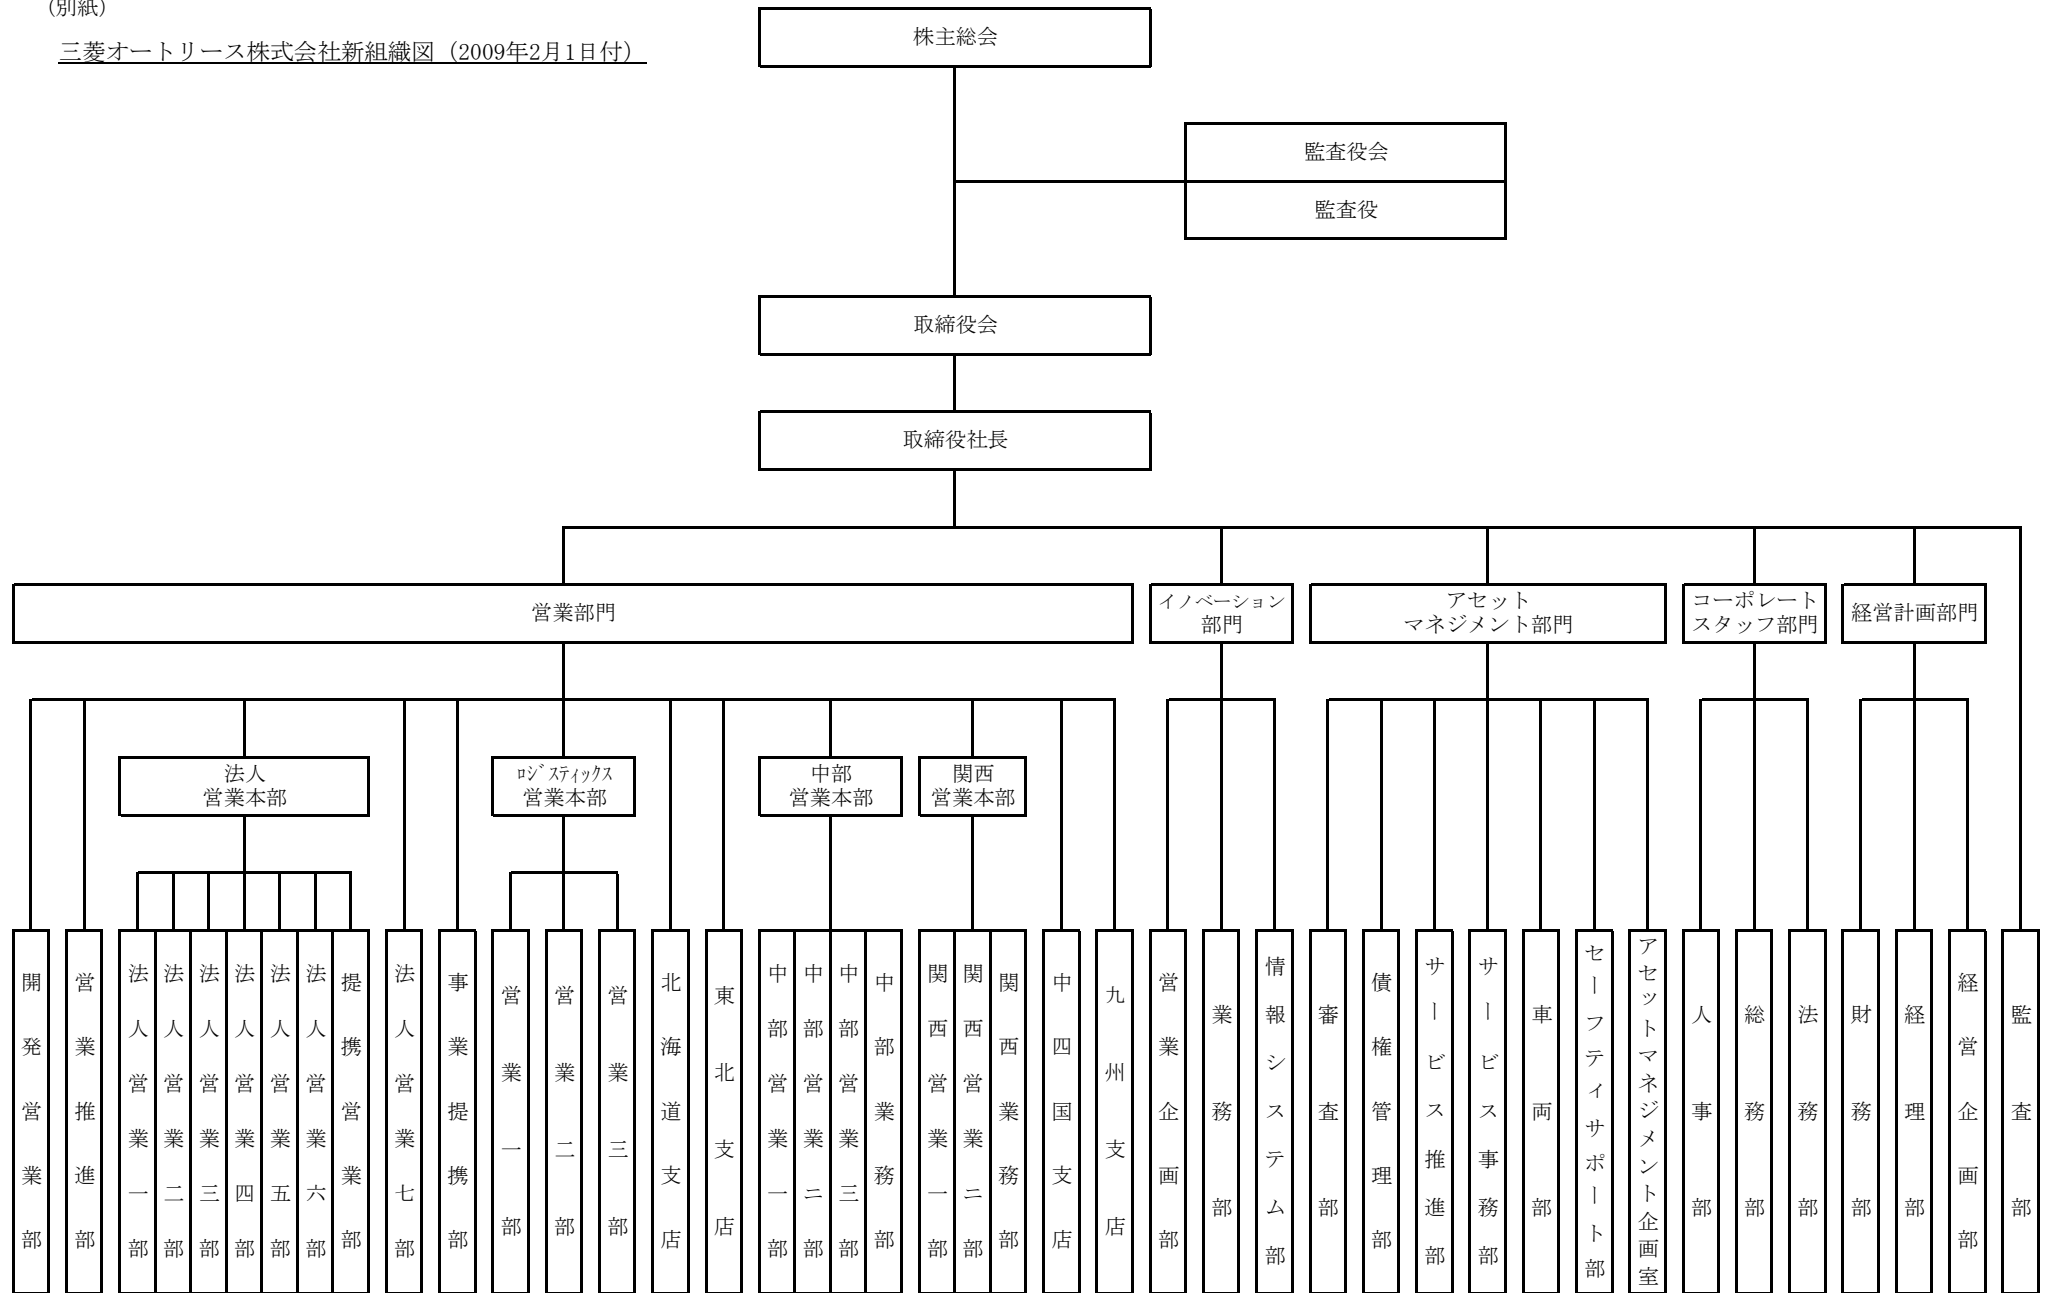 (別紙)
三菱オートリース株式会社新組織図（2009年2月1日付）
株主総会
監査役会
監査役
取締役会
取締役社長
営業部門
イノベーション
部門
アセット
マネジメント部門
コーポレート
スタッフ部門
経営計画部門
法人
営業本部
ﾛｼﾞｽﾃｨｯｸｽ
営業本部
中部
営業本部
関西
営業本部
開発営業部
営業推進部
法人営業一部
法人営業二部
法人営業三部
法人営業四部
法人営業五部
法人営業六部
提携営業部
法人営業七部
事業提携部
営業一部
営業二部
営業三部
北海道支店
東北支店
中部営業一部
中部営業ニ部
中部営業三部
中部業務部
関西営業一部
関西営業ニ部
関西業務部
中四国支店
九州支店
営業企画部
業務部
情報システム部
審査部
債権管理部
サービス推進部
サービス事務部
車両部
セーフティサポート部
アセットマネジメント企画室
人事部
総務部
法務部
財務部
経理部
経営企画部
監査部